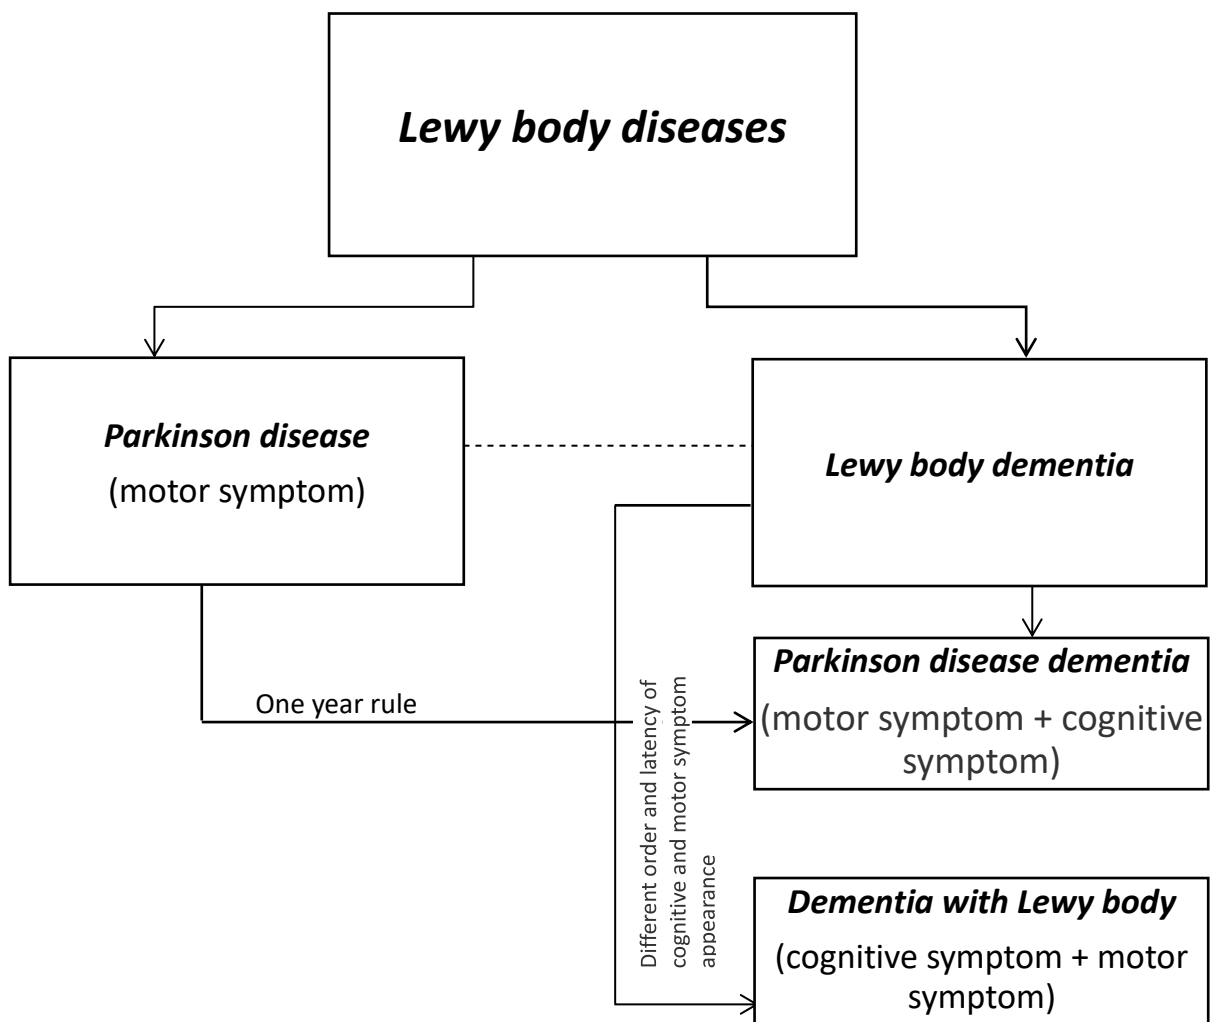 Lewy body diseases
Parkinson disease
(motor symptom)
Lewy body dementia
One year rule
Different order and latency of
cognitive and motor symptom
appearance
Parkinson disease dementia
(motor symptom + cognitive
symptom)
Dementia with Lewy body
(cognitive symptom + motor
symptom)